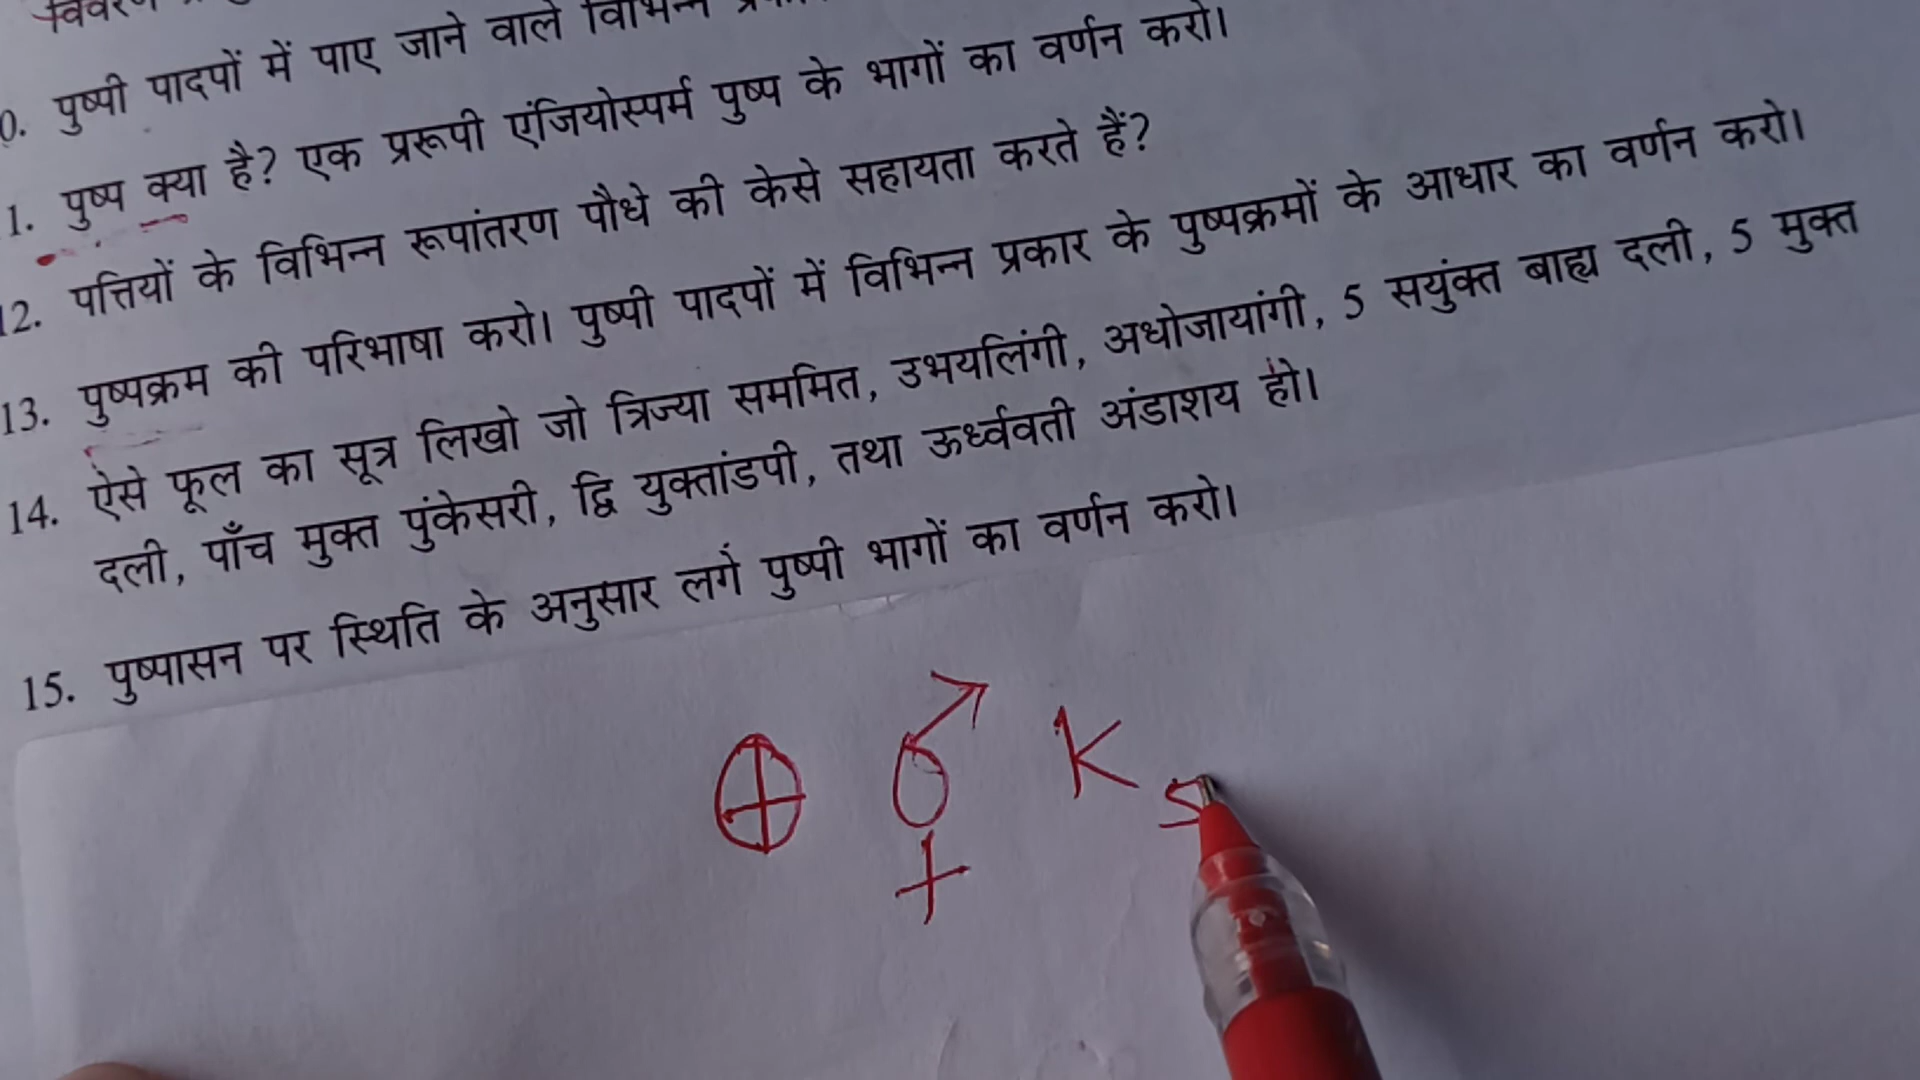 0. पुष्पी पादपों में पाए जाने वाले विभिन्न
1. पुष्प क्या है? एक प्ररूपी एंजियोस्पर्म पुष्प के भागों का वर्णन करो।
12. पत्तियों के विभिन्न रूपांतरण पौधे की केसे सहायता करते हैं?
13. पुष्पक्रम की परिभाषा करो। पुष्पी पादपों में विभिन्न प्रकार के पुष्पक्रमों के आधार का वर्णन करो।
14. ऐसे फूल का सूत्र लिखो जो त्रिज्या सममित, उभयलिंगी, अधोजायांगी, 5 सयुंक्त बाह्य दली, 5 मुक्त
दली, पाँच मुक्त पुंकेसरी, द्वि युक्तांडपी, तथा ऊर्ध्ववती अंडाशय हो।
15. पुष्पासन पर स्थिति के अनुसार लगे पुष्पी भागों का वर्णन करो।
⊕ ⚥ K 5